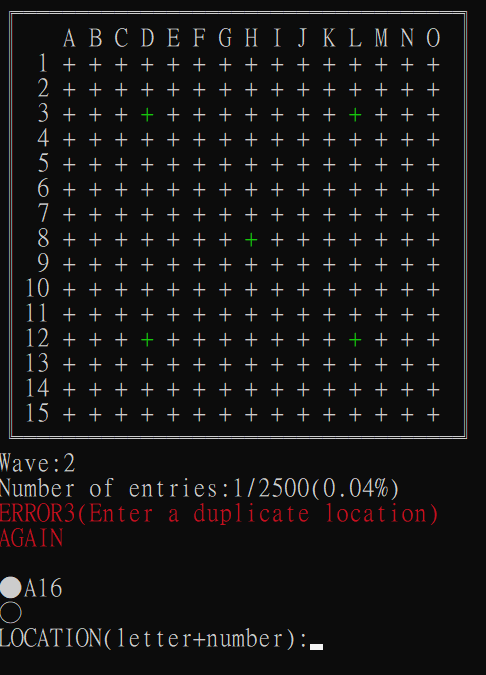 A B C D E F G H I J K L M N O
1 + + + + + + + + + + + + + + +
2 + + + + + + + + + + + + + + +
3 + + + + + + + + + + + + + + +
4 + + + + + + + + + + + + + + +
5 + + + + + + + + + + + + + + +
6 + + + + + + + + + + + + + + +
7 + + + + + + + + + + + + + + +
8 + + + + + + + + + + + + + + +
9 + + + + + + + + + + + + + + +
10 + + + + + + + + + + + + + + +
11 + + + + + + + + + + + + + + +
12 + + + + + + + + + + + + + + +
13 + + + + + + + + + + + + + + +
14 + + + + + + + + + + + + + + +
15 + + + + + + + + + + + + + + +
Wave:2
Number of entries:1/2500(0.04%)
ERROR3(Enter a duplicate location)
AGAIN
●A16
○
LOCATION(letter+number):